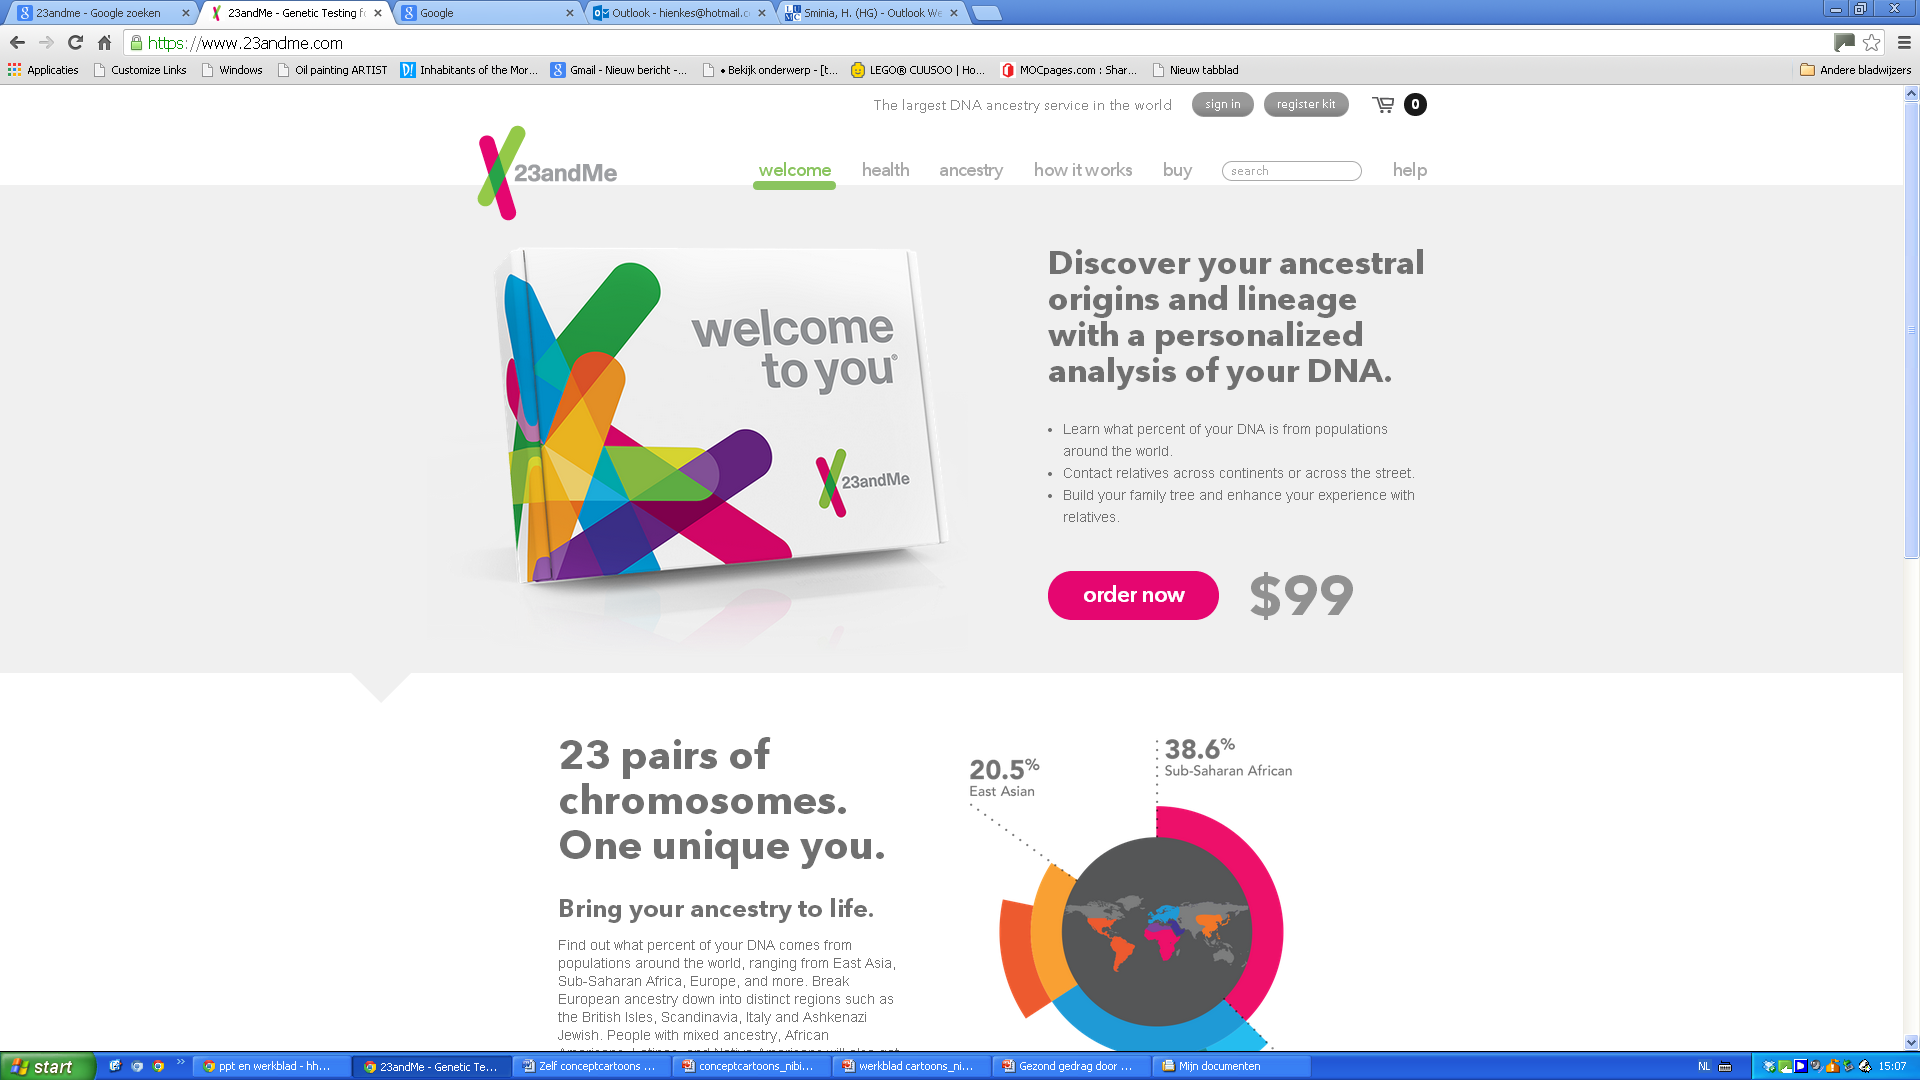 23andme - Google zoeken
23andMe - Genetic Testing f
Google
Outlook - hienkes@hotmail.c
Sminia, H. (HG) - Outlook We
https://www.23andme.com
Applicaties
Customize Links
Windows
Oil painting ARTIST
Inhabitants of the Mor...
Gmail - Nieuw bericht -...
• Bekijk onderwerp - [t...
LEGO® CUUSOO | Ho...
MOCpages.com : Shar...
Nieuw tabblad
Andere bladwijzers
The largest DNA ancestry service in the world
sign in
register kit
0
23andMe
welcome
health
ancestry
how it works
buy
search
help
welcome
to you®
23andMe
Discover your ancestral
origins and lineage
with a personalized
analysis of your DNA.
• Learn what percent of your DNA is from populations
around the world.
• Contact relatives across continents or across the street.
• Build your family tree and enhance your experience with
relatives.
order now
$99
23 pairs of
chromosomes.
One unique you.
Bring your ancestry to life.
Find out what percent of your DNA comes from
populations around the world, ranging from East Asia,
Sub-Saharan Africa, Europe, and more. Break
European ancestry down into distinct regions such as
the British Isles, Scandinavia, Italy and Ashkenazi
Jewish. People with mixed ancestry, African
20.5%
East Asian
38.6%
Sub-Saharan African
start
ppt en werkblad - hh...
23andMe - Genetic Te...
Zelf conceptcartoons ...
conceptcartoons_nibi...
werkblad cartoons_ni...
Gezond gedrag door ...
Mijn documenten
NL
15:07